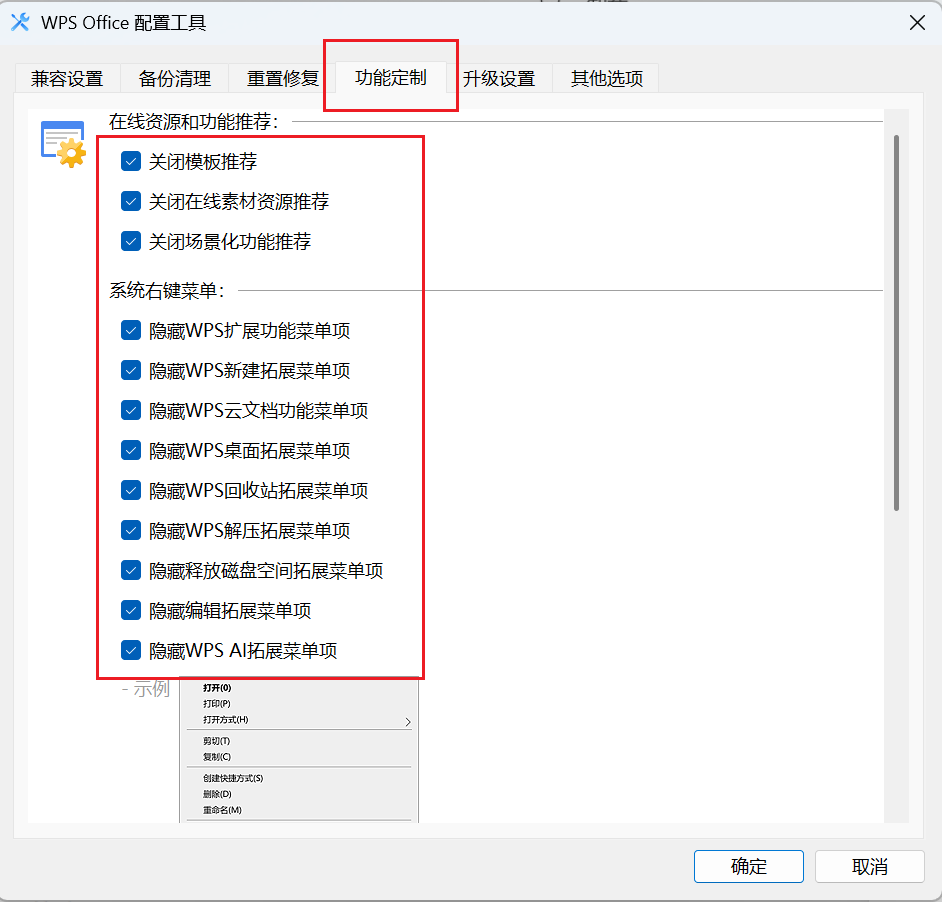 WPS Office 配置工具
兼容设置 备份清理 重置修复 功能定制 升级设置 其他选项
在线资源和功能推荐：
关闭模板推荐
关闭在线素材资源推荐
关闭场景化功能推荐
系统右键菜单：
隐藏WPS扩展功能菜单项
隐藏WPS新建拓展菜单项
隐藏WPS云文档功能菜单项
隐藏WPS桌面拓展菜单项
隐藏WPS回收站拓展菜单项
隐藏WPS解压拓展菜单项
隐藏释放磁盘空间拓展菜单项
隐藏编辑拓展菜单项
隐藏WPS AI拓展菜单项
- 示例
打开(O)
打印(P)
打开方式(H)
剪切(T)
复制(C)
创建快捷方式(S)
删除(D)
重命名(M)
确定 取消